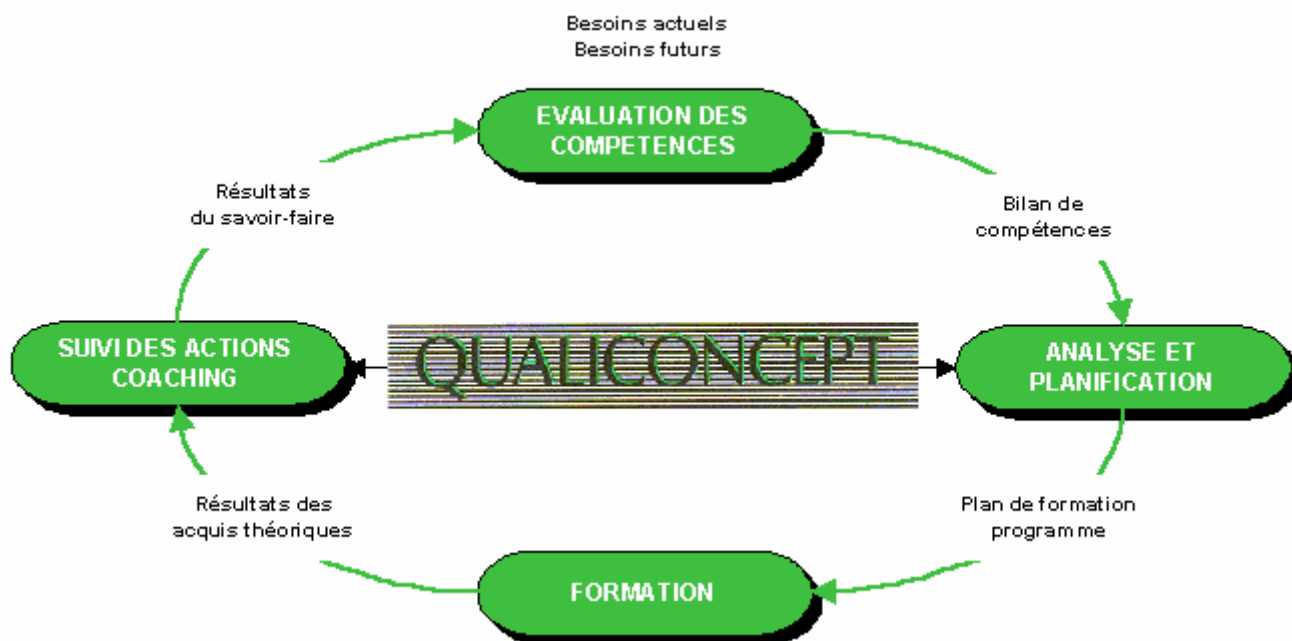 Besoins actuels
Besoins futurs
EVALUATION DES
COMPETENCES
Résultats
du savoir-faire
Bilan de
compétences
SUIVI DES ACTIONS
COACHING
QUALICONCEPT
ANALYSE ET
PLANIFICATION
Résultats des
acquis théoriques
Plan de formation
programme
FORMATION